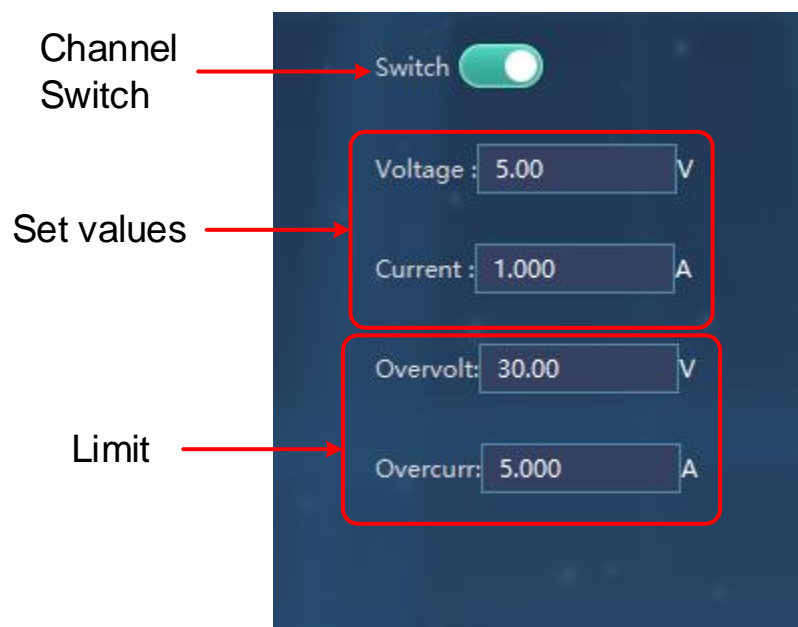 Channel
Switch
Switch
Voltage : 5.00 V
Set values
Current : 1.000 A
Overvolt: 30.00 V
Limit
Overcurr: 5.000 A